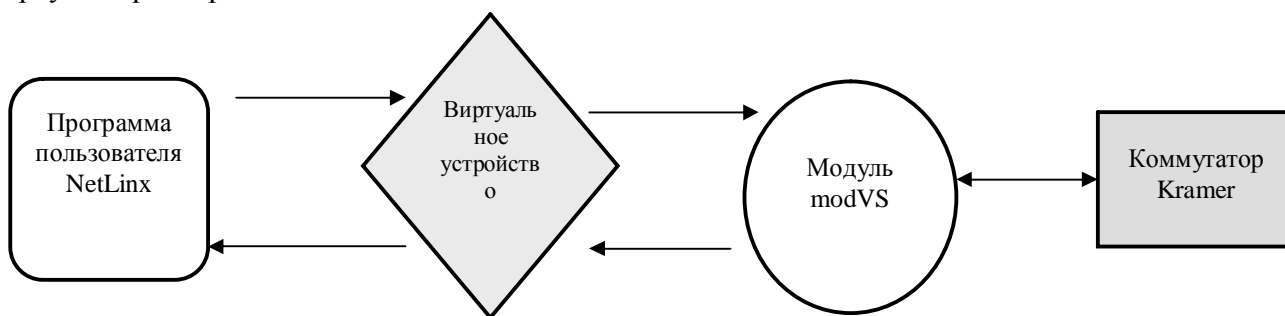 Программа
пользователя
NetLinx
Виртуаль
ное
устройств
о
Модуль
modVS
Коммутатор
Kramer